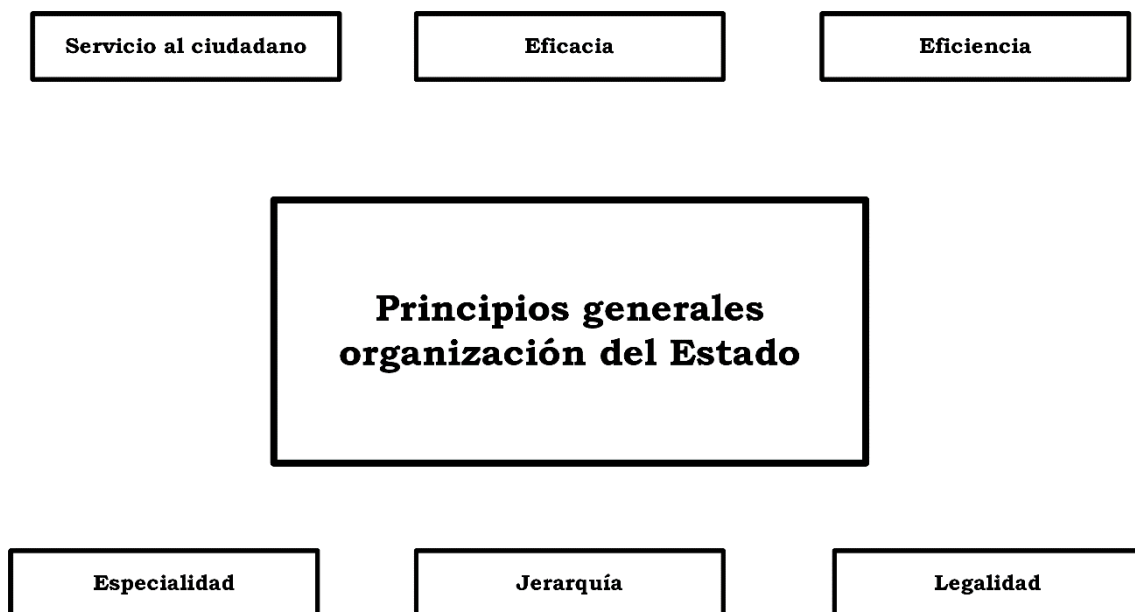 Servicio al ciudadano
Eficacia
Eficiencia
Principios generales
organización del Estado
Especialidad
Jerarquía
Legalidad